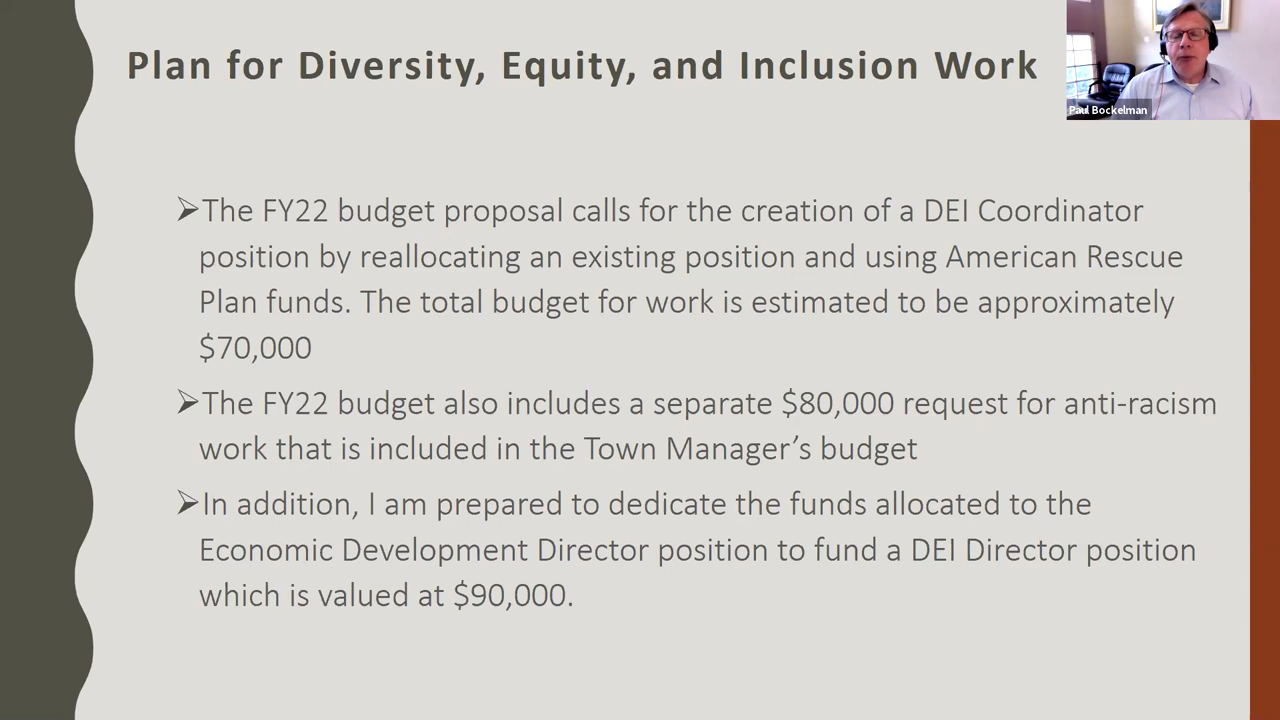 Plan for Diversity, Equity, and Inclusion Work
Paul Bockelman
➢The FY22 budget proposal calls for the creation of a DEI Coordinator
position by reallocating an existing position and using American Rescue
Plan funds. The total budget for work is estimated to be approximately
$70,000
➢The FY22 budget also includes a separate $80,000 request for anti-racism
work that is included in the Town Manager’s budget
➢In addition, I am prepared to dedicate the funds allocated to the
Economic Development Director position to fund a DEI Director position
which is valued at $90,000.